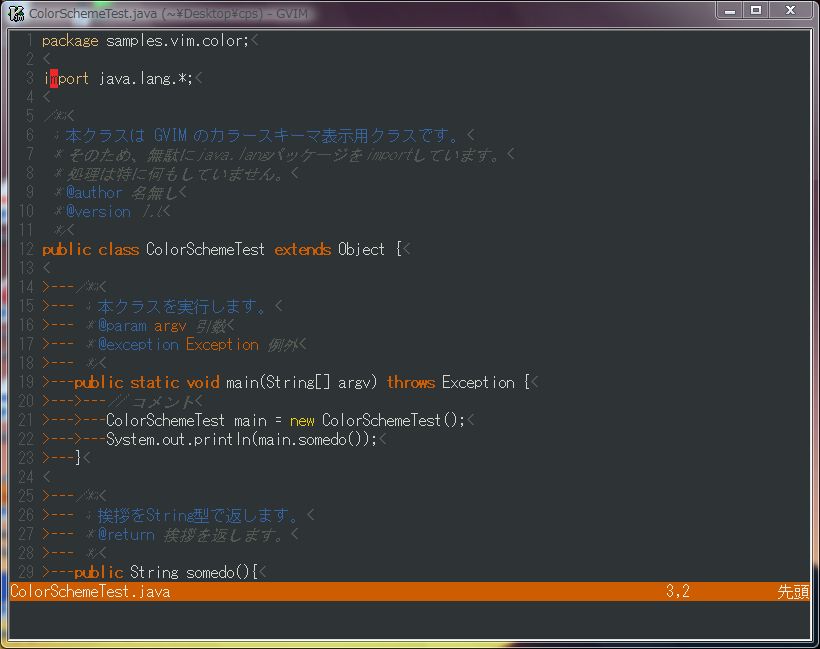 ColorSchemeTest.java (~¥Desktop¥cps) - GVIM
1 package samples.vim.color;<
2 <
3 import java.lang.*;<
4 <
5 /**<
6  * 本クラスは GVIM のカラースキーマ表示用クラスです。<
7  * そのため、無駄にjava.langパッケージをimportしています。<
8  * 処理は特に何もしていません。<
9  * @author 名無し<
10  * @version 1.1<
11  */<
12 public class ColorSchemeTest extends Object {<
13 <
14 >---/**<
15 >--- * 本クラスを実行します。<
16 >--- * @param argv 引数<
17 >--- * @exception Exception 例外<
18 >--- */<
19 >---public static void main(String[] argv) throws Exception {<
20 >--->---// コメント<
21 >--->---ColorSchemeTest main = new ColorSchemeTest();<
22 >--->---System.out.println(main.somedo());<
23 >---}<
24 <
25 >---/**<
26 >--- * 挨拶をString型で返します。<
27 >--- * @return 挨拶を返します。<
28 >--- */<
29 >---public String somedo(){<
ColorSchemeTest.java 3,2 先頭